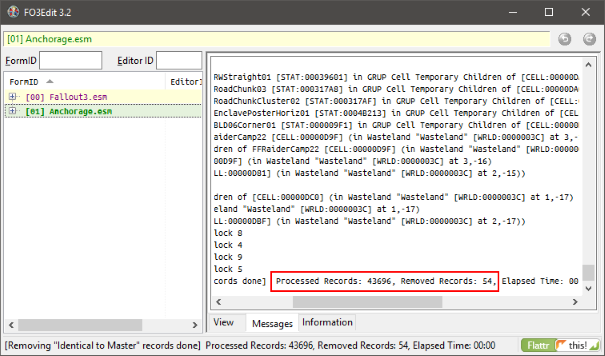 FO3Edit 3.2
[01] Anchorage.esm
FormID
Editor ID
FormID
EditorI
[00] Fallout3.esm
[01] Anchorage.esm
RWStraight01 [STAT:00039601] in GRUP Cell Temporary Children of [CELL:00000DA
RoadChunk03 [STAT:000317A8] in GRUP Cell Temporary Children of [CELL:00000DA
RoadChunkCluster02 [STAT:000317AF] in GRUP Cell Temporary Children of [CELL:0
EnclavePosterHoriz01 [STAT:0004B213] in GRUP Cell Temporary Children of [CEL
BLD06Corner01 [STAT:000009F1] in GRUP Cell Temporary Children of [CELL:00000
aiderCamp22 [CELL:00000D9F] (in Wasteland "Wasteland" [WRLD:0000003C] at 3,-
dren of FFRaiderCamp22 [CELL:00000D9F] (in Wasteland "Wasteland" [WRLD:00000
00D9F] (in Wasteland "Wasteland" [WRLD:0000003C] at 3,-16)
LL:00000DB1] (in Wasteland "Wasteland" [WRLD:0000003C] at 2,-15))
dren of [CELL:00000DC0] (in Wasteland "Wasteland" [WRLD:0000003C] at 1,-17)
eland "Wasteland" [WRLD:0000003C] at 1,-17)
LL:00000DBF] (in Wasteland "Wasteland" [WRLD:0000003C] at 2,-17))
lock 8
lock 4
lock 9
lock 5
cords done] Processed Records: 43696, Removed Records: 54, Elapsed Time: 00
View Messages Information
[Removing "Identical to Master" records done] Processed Records: 43696, Removed Records: 54, Elapsed Time: 00:00
Flattr this!